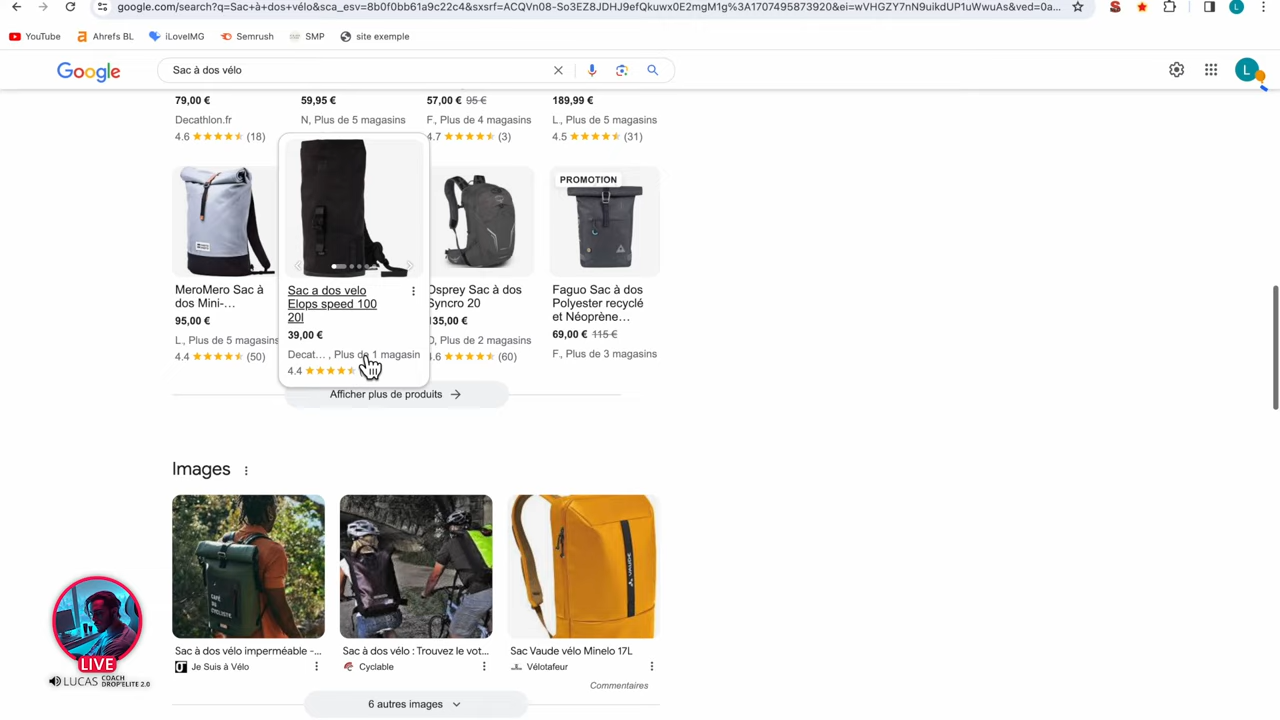 google.com/search?q=Sac+à+dos+vélo&sca_esv=8b0f0bb61a9c22c4&sxsrf=ACQVn08-So3EZ8JDHJ9efQkuwx0E2mgM1g%3A1707495873920&ei=wVHGZY7nN9uikdUP1uWwuAs&ved=0a...
YouTube
Ahrefs BL
iLoveIMG
Semrush
SMP
site exemple
Google
Sac à dos vélo
L
79,00 €
59,95 €
57,00 € 95 €
189,99 €
Decathlon.fr
N, Plus de 5 magasins
F., Plus de 4 magasins
L., Plus de 5 magasins
4.6 (18)
4.7 (3)
4.5 (31)
PROMOTION
MeroMero Sac à
dos Mini-...
95,00 €
L., Plus de 5 magasins
4.4 (50)
Sac a dos velo
Elops speed 100
20l
39,00 €
Decat... , Plus de 1 magasin
4.4
Osprey Sac à dos
Syncro 20
135,00 €
, Plus de 2 magasins
4.6 (60)
Faguo Sac à dos
Polyester recyclé
et Néoprène...
69,00 € 115 €
F., Plus de 3 magasins
Afficher plus de produits
Images
CAFÉ
DU
CYCLISTE
VAUDE
Sac à dos vélo imperméable -...
Je Suis à Vélo
Sac à dos vélo : Trouvez le vot...
Cyclable
Sac Vaude vélo Minelo 17L
Vélotafeur
Commentaires
6 autres images
LIVE
LUCAS COACH
DROP'ELITE 2.0